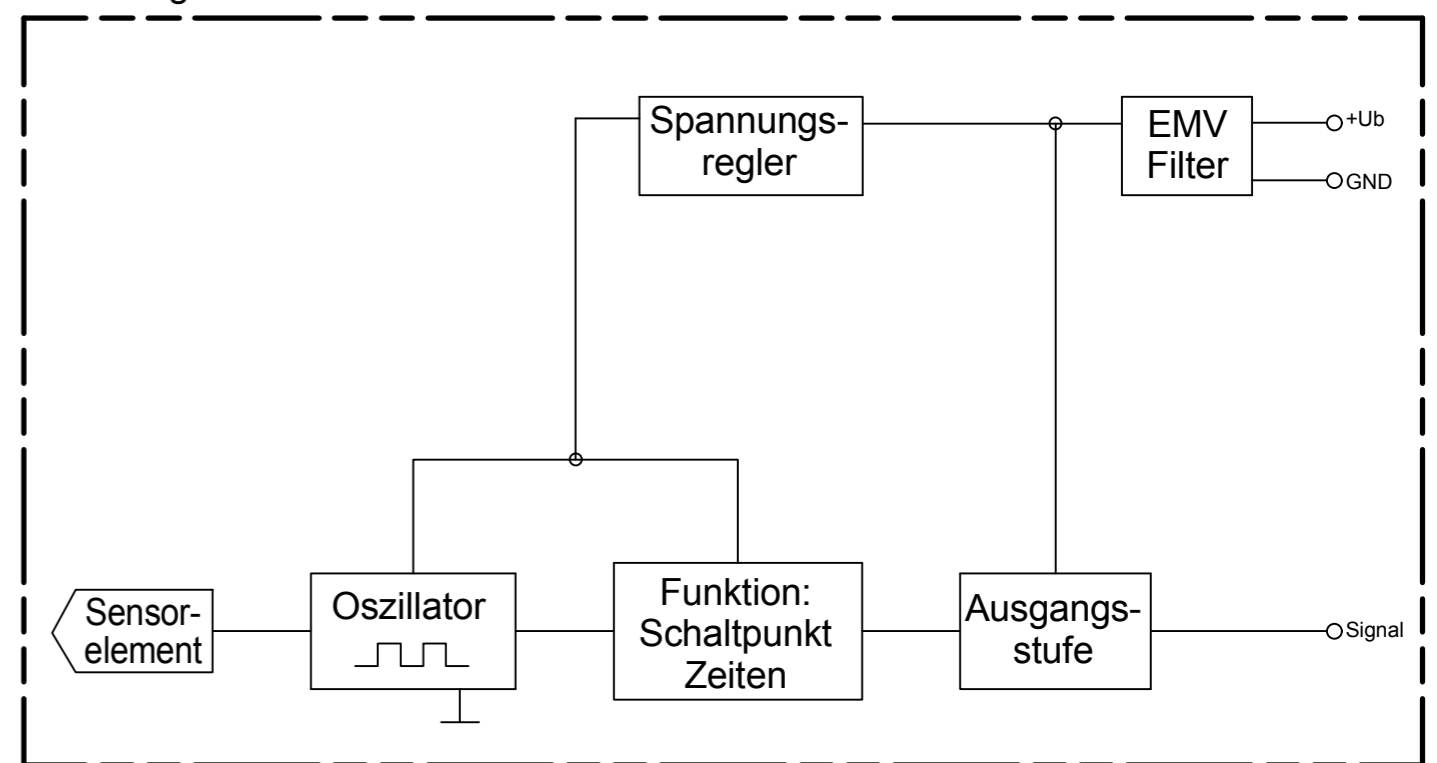 Spannungs-
regler
EMV
Filter
+Ub
GND
Sensor-
element
Oszillator
Funktion:
Schaltpunkt
Zeiten
Ausgangs-
stufe
Signal